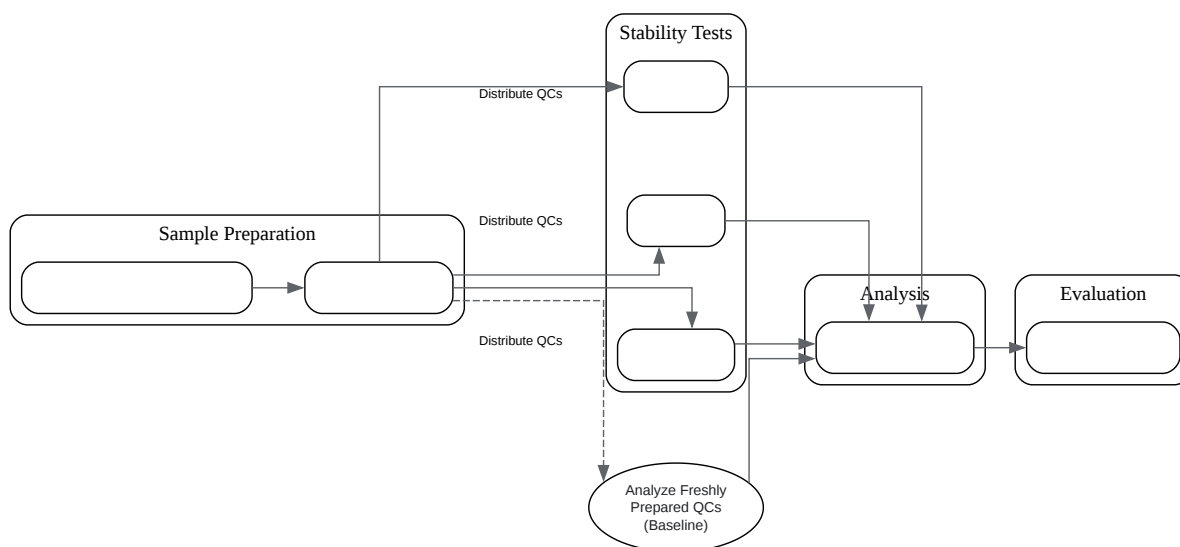 Stability Tests
Distribute QCs
Distribute QCs
Sample Preparation
Analysis
Evaluation
Distribute QCs
Analyze Freshly
Prepared QCs
(Baseline)